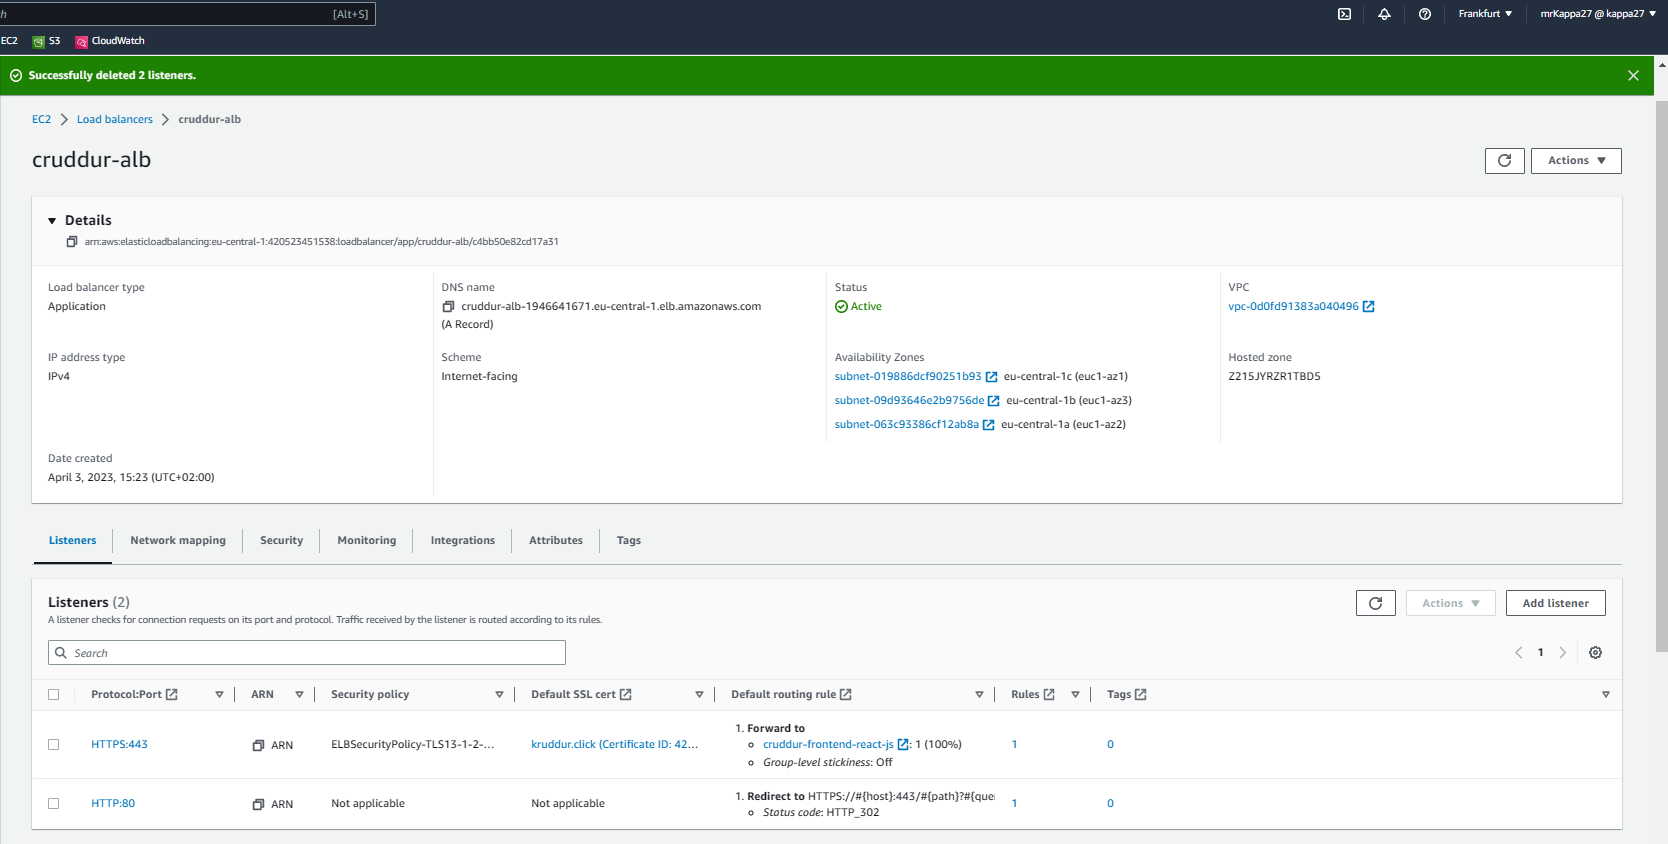 h [Alt+S] Frankfurt ▼ mrKappa27 @ kappa27 ▼
EC2 S3 CloudWatch
Successfully deleted 2 listeners.
EC2 > Load balancers > cruddur-alb
cruddur-alb
Actions ▼
Details
arn:aws:elasticloadbalancing:eu-central-1:420523451538:loadbalancer/app/cruddur-alb/c4bb50e82cd17a31
Load balancer type
Application
DNS name
cruddur-alb-1946641671.eu-central-1.elb.amazonaws.com
(A Record)
Status
Active
VPC
vpc-0d0fd91383a040496
IP address type
IPv4
Scheme
Internet-facing
Availability Zones
subnet-019886dcf90251b93 eu-central-1c (euc1-az1)
subnet-09d93646e2b9756de eu-central-1b (euc1-az3)
subnet-063c93386cf12ab8a eu-central-1a (euc1-az2)
Hosted zone
Z215JYRZR1TBD5
Date created
April 3, 2023, 15:23 (UTC+02:00)
Listeners Network mapping Security Monitoring Integrations Attributes Tags
Listeners (2)
A listener checks for connection requests on its port and protocol. Traffic received by the listener is routed according to its rules.
Actions ▼ Add listener
Search
1
Protocol:Port ARN Security policy Default SSL cert Default routing rule Rules Tags
HTTPS:443 ARN ELBSecurityPolicy-TLS13-1-2-... kruddur.click (Certificate ID: 42... 1. Forward to
◦ cruddur-frontend-react-js: 1 (100%)
◦ Group-level stickiness: Off
1 0
HTTP:80 ARN Not applicable Not applicable 1. Redirect to HTTPS://#{host}:443/#{path}?#{que
◦ Status code: HTTP_302
1 0